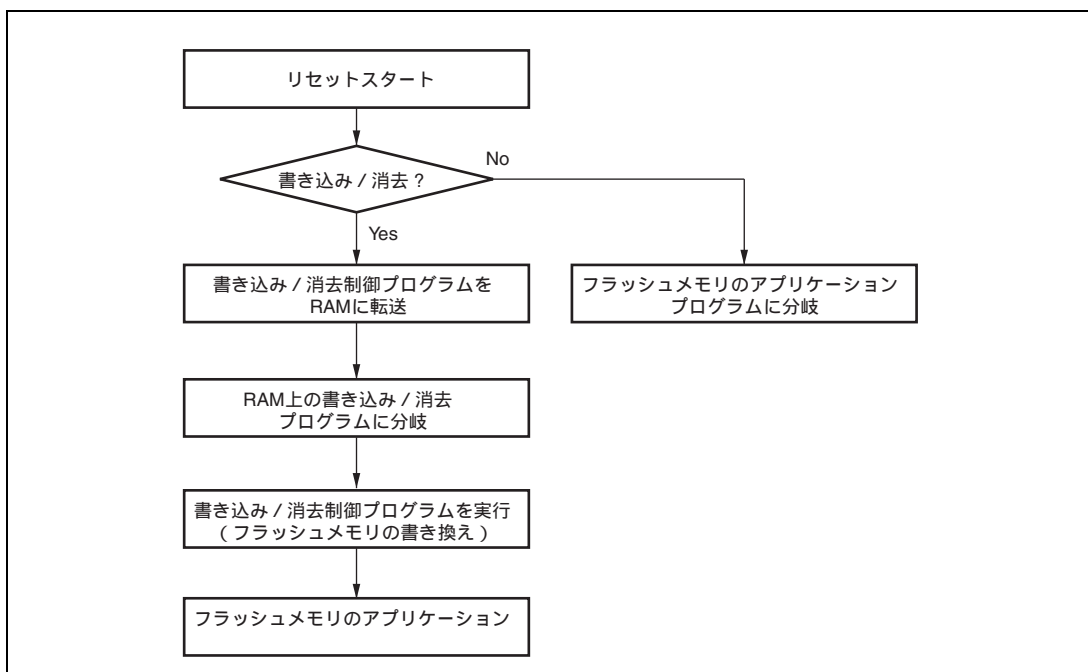 リセットスタート
書き込み / 消去 ?
No
Yes
書き込み / 消去制御プログラムを
RAMに転送
フラッシュメモリのアプリケーション
プログラムに分岐
RAM上の書き込み / 消去
プログラムに分岐
書き込み / 消去制御プログラムを実行
( フラッシュメモリの書き換え )
フラッシュメモリのアプリケーション